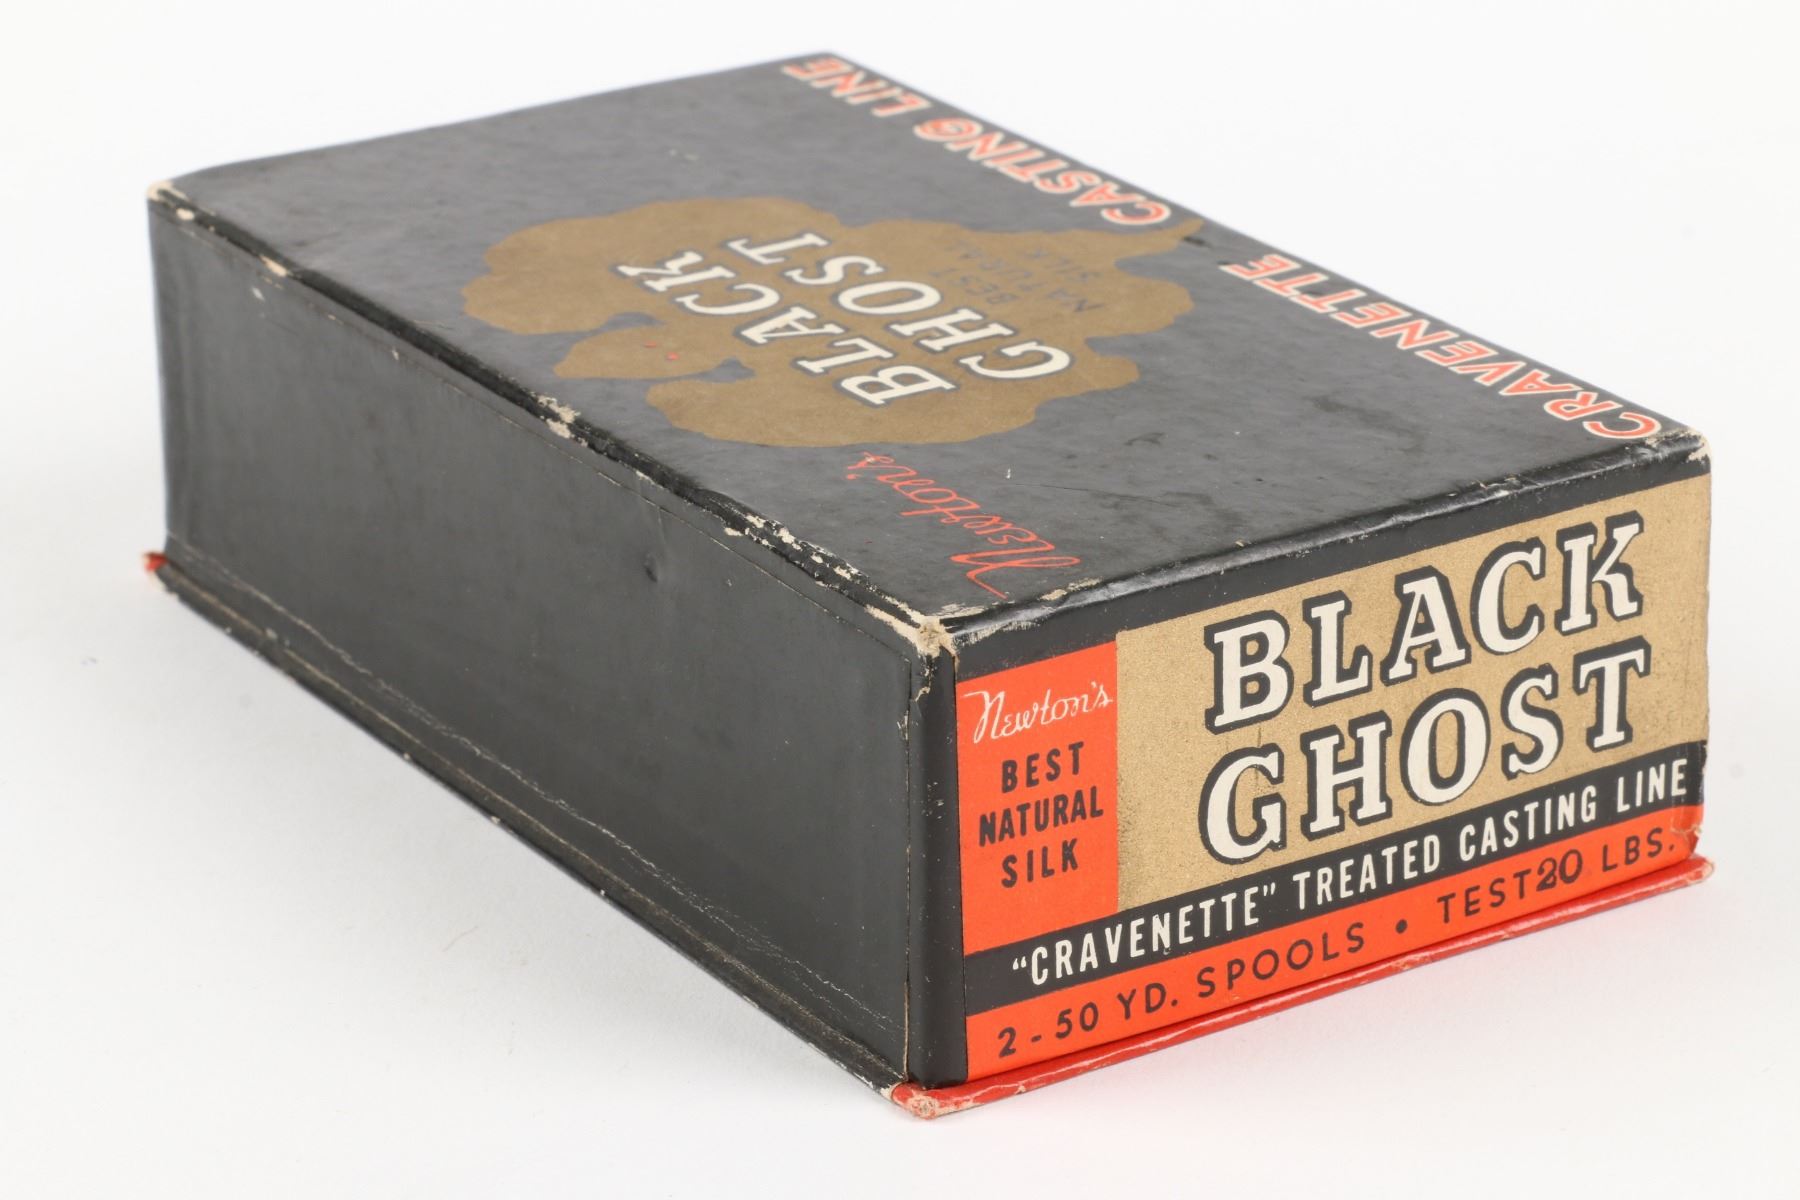 Newton's
BLACK
GHOST
BEST
NATURAL
SILK
CRAVENETTE CASTING LINE
Newton's
BEST
NATURAL
SILK
BLACK
GHOST
“CRAVENETTE” TREATED CASTING LINE
2-50 YD. SPOOLS • TEST 20 LBS.